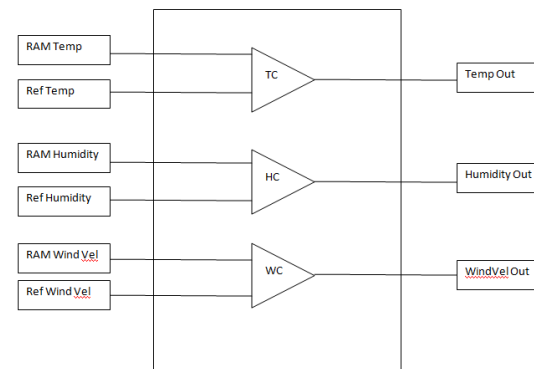 RAM Temp
Ref Temp
TC
Temp Out
RAM Humidity
Ref Humidity
HC
Humidity Out
RAM Wind Vel
Ref Wind Vel
WC
WindVel Out